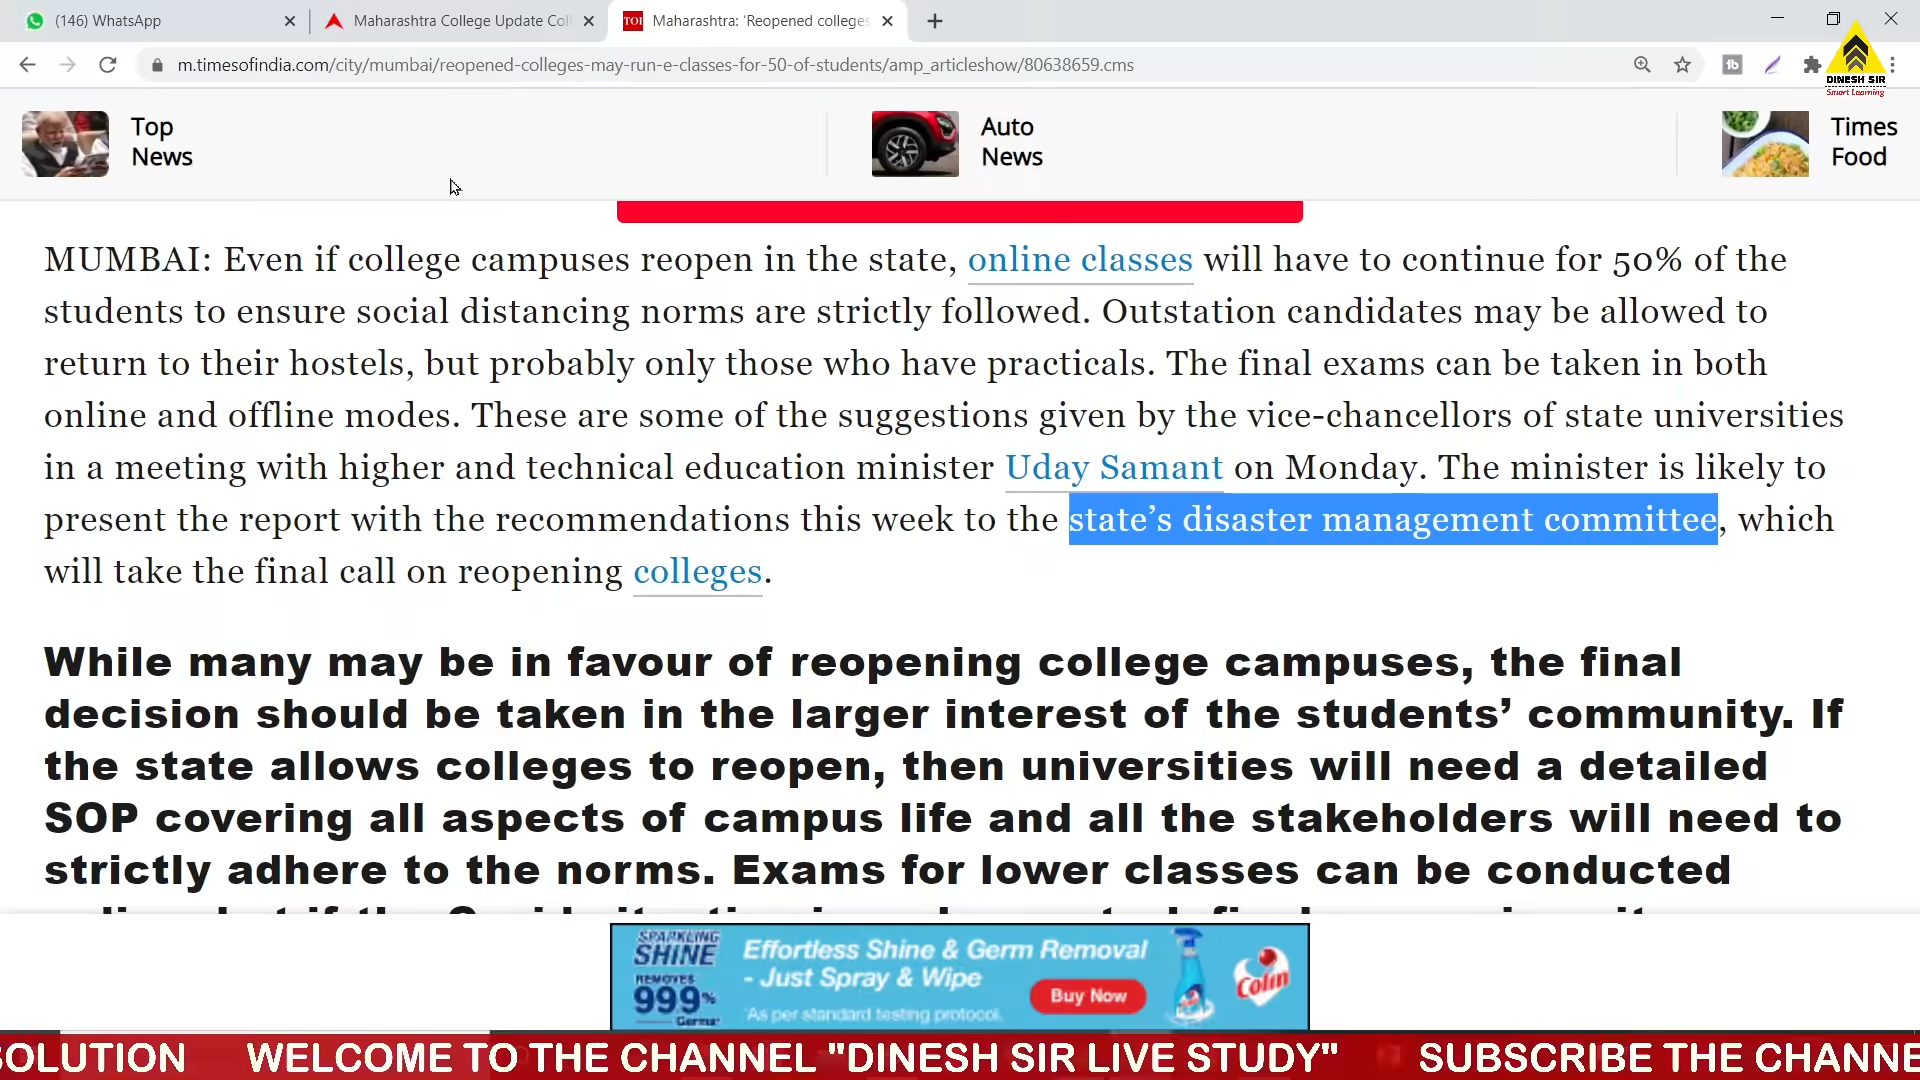 (146) WhatsApp
Maharashtra College Update Col
TOI
Maharashtra: 'Reopened colleges
m.timesofindia.com/city/mumbai/reopened-colleges-may-run-e-classes-for-50-of-students/amp_articleshow/80638659.cms
DINESH SIR
Smart Learning
Top
News
Auto
News
Times
Food
MUMBAI: Even if college campuses reopen in the state, online classes will have to continue for 50% of the
students to ensure social distancing norms are strictly followed. Outstation candidates may be allowed to
return to their hostels, but probably only those who have practicals. The final exams can be taken in both
online and offline modes. These are some of the suggestions given by the vice-chancellors of state universities
in a meeting with higher and technical education minister Uday Samant on Monday. The minister is likely to
present the report with the recommendations this week to the state’s disaster management committee, which
will take the final call on reopening colleges.
While many may be in favour of reopening college campuses, the final
decision should be taken in the larger interest of the students’ community. If
the state allows colleges to reopen, then universities will need a detailed
SOP covering all aspects of campus life and all the stakeholders will need to
strictly adhere to the norms. Exams for lower classes can be conducted
SPARKLING
SHINE
REMOVES
99.9%
Germs*
Effortless Shine & Germ Removal
- Just Spray & Wipe
Buy Now
*As per standard testing protocol.
Colin
SOLUTION WELCOME TO THE CHANNEL "DINESH SIR LIVE STUDY" SUBSCRIBE THE CHANNE